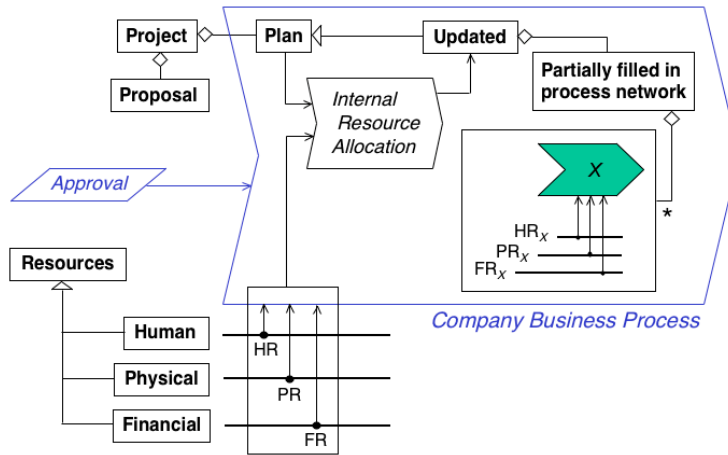 Project
Plan
Updated
Proposal
Partially filled in
process network
Internal
Resource
Allocation
Approval
X
*
HRX
PRX
FRX
Resources
Company Business Process
Human
HR
Physical
PR
Financial
FR